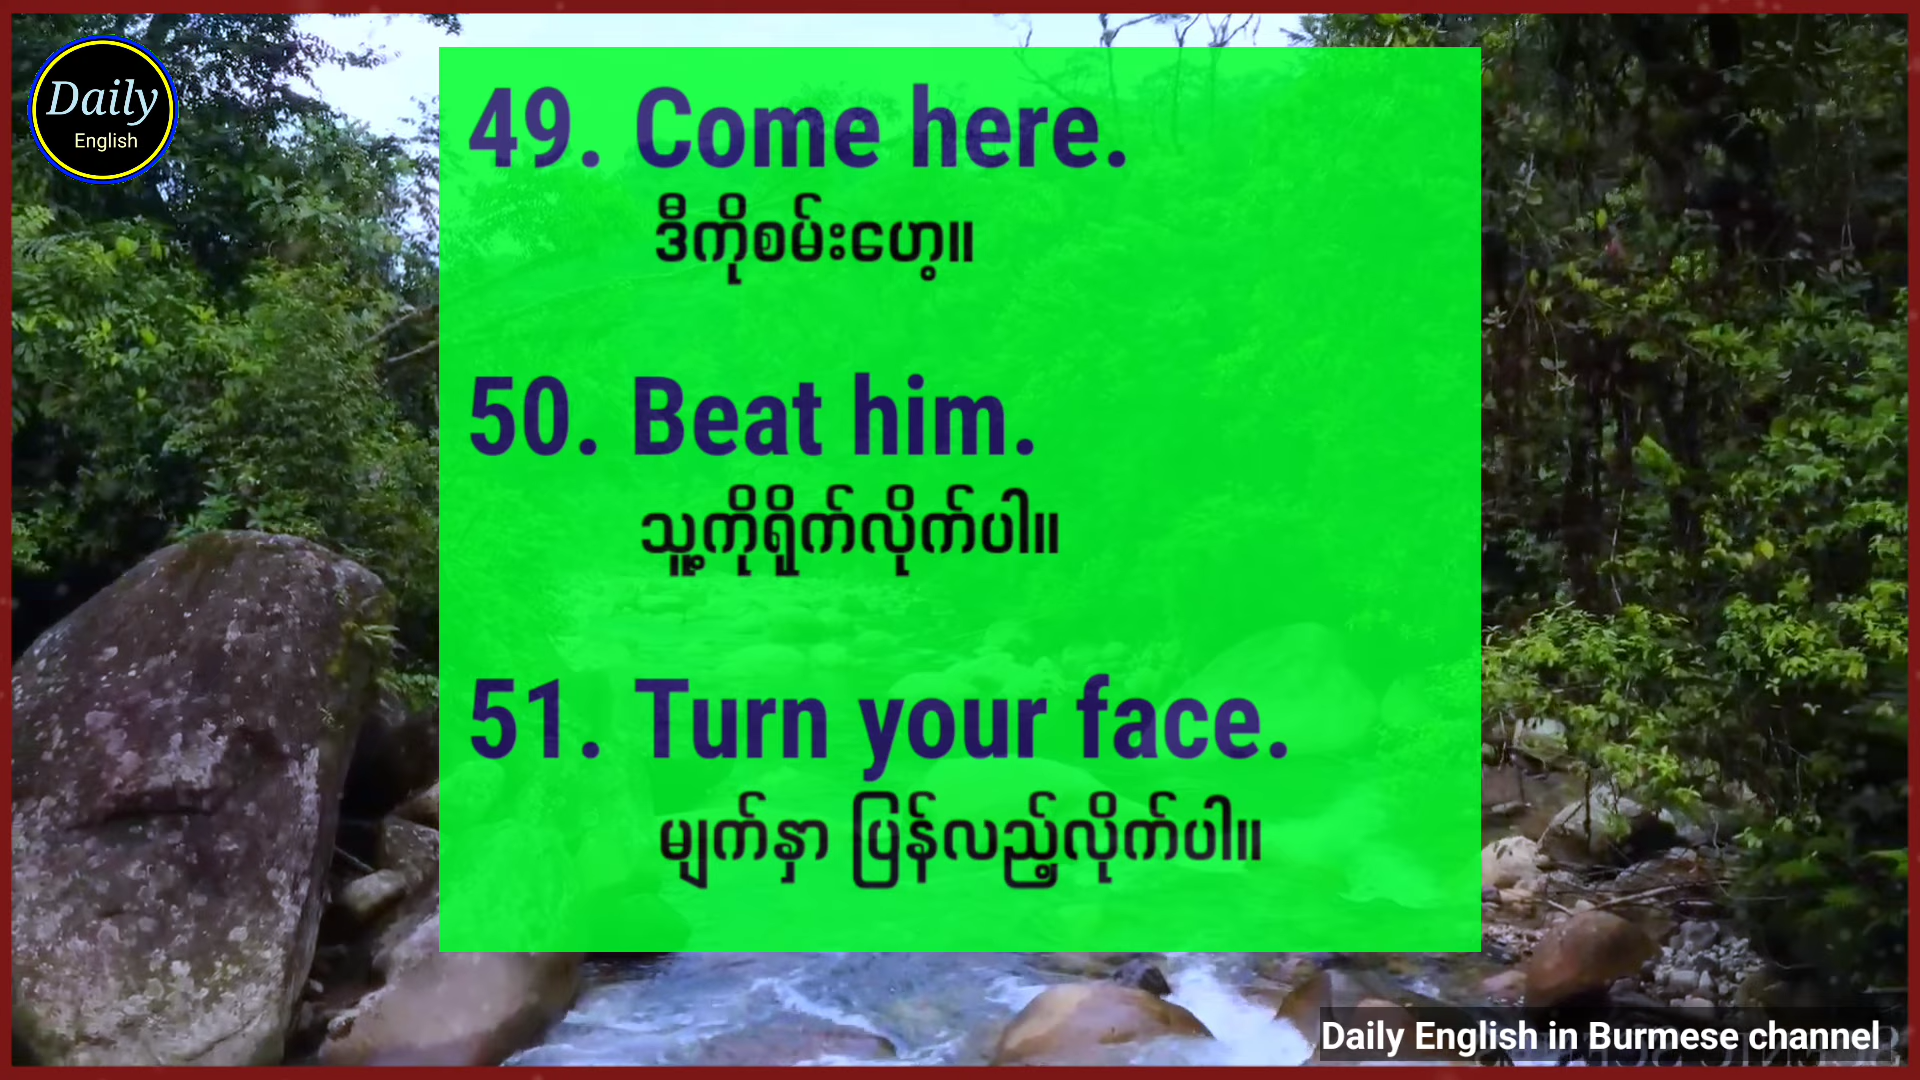 Daily
English
49. Come here.
ဒီကိုစမ်းဟေ့။
50. Beat him.
သူ့ကိုရိုက်လိုက်ပါ။
51. Turn your face.
မျက်နှာ ပြန်လည့်လိုက်ပါ။
Daily English in Burmese channel